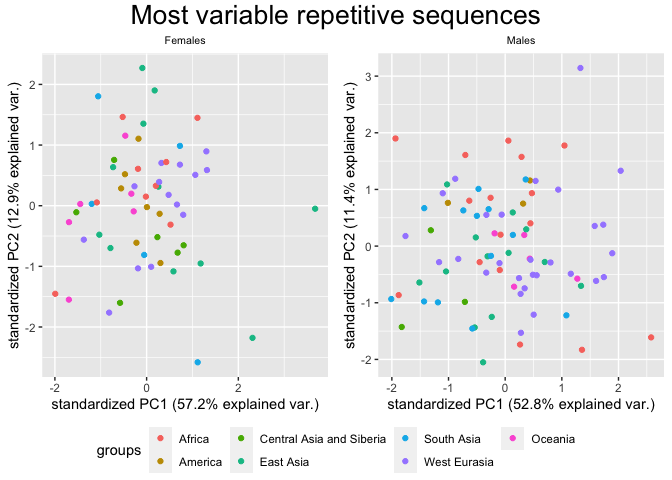 Most variable repetitive sequences
Females
Males
standardized PC2 (12.9% explained var.)
2
1
0
-1
-2
-2
0
2
standardized PC1 (57.2% explained var.)
standardized PC2 (11.4% explained var.)
3
2
1
0
-1
-2
-2
-1
0
1
2
standardized PC1 (52.8% explained var.)
groups
Africa
America
Central Asia and Siberia
East Asia
South Asia
West Eurasia
Oceania